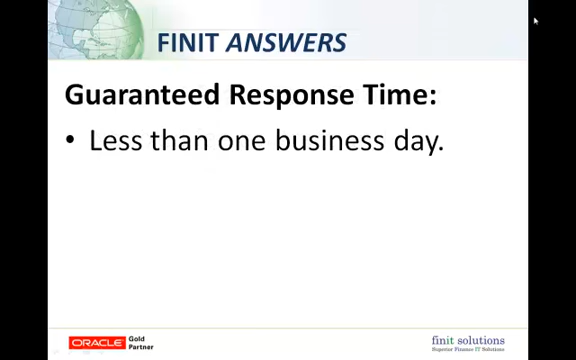 FINIT ANSWERS
Guaranteed Response Time:
• Less than one business day.
ORACLE Gold
Partner
finit solutions
Superior Finance IT Solutions